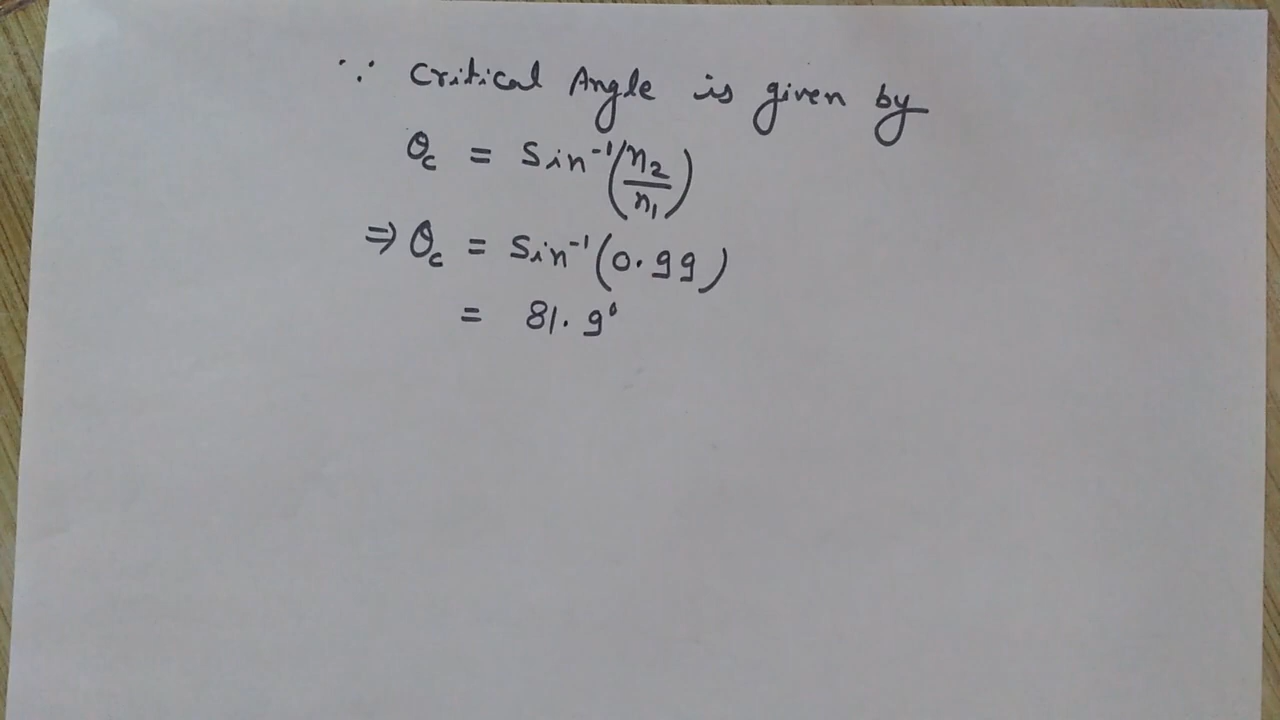 ∵ Critical Angle is given by
θc = Sin⁻¹(n₂/n₁)
⇒ θc = Sin⁻¹(0.99)
= 81.9°